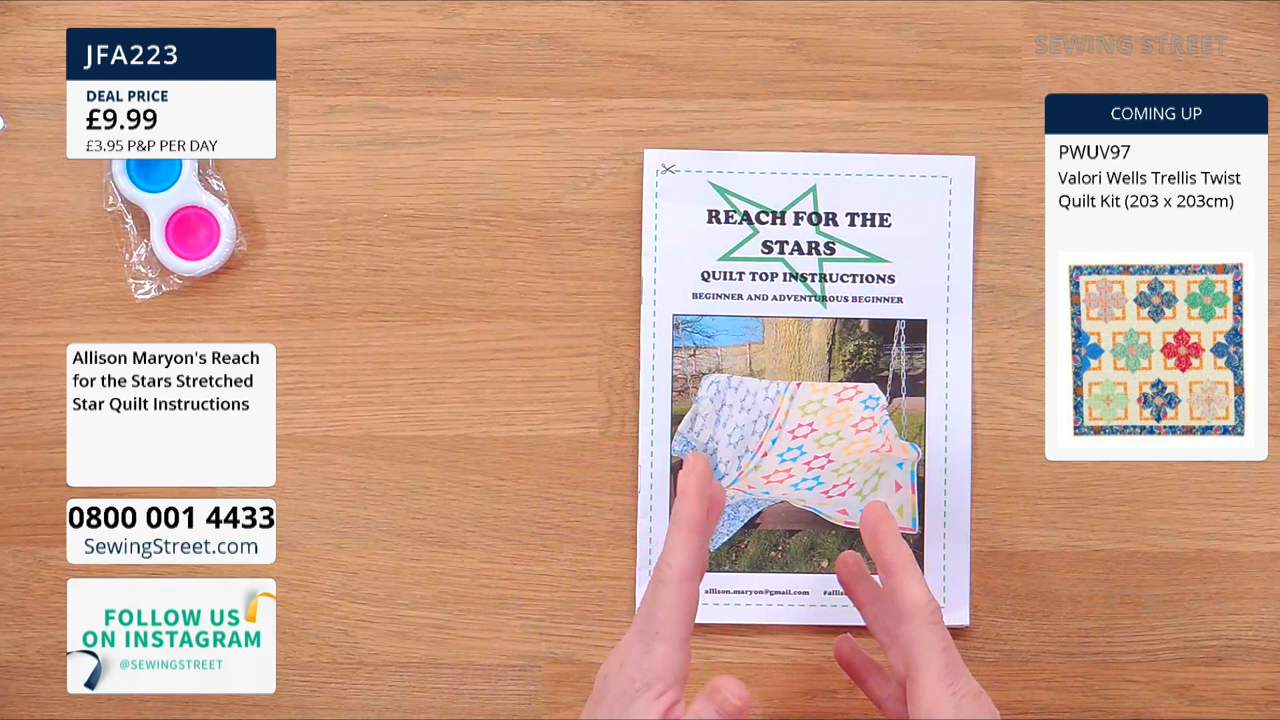 JFA223
DEAL PRICE
£9.99
£3.95 P&P PER DAY
Allison Maryon's Reach
for the Stars Stretched
Star Quilt Instructions
0800 001 4433
SewingStreet.com
FOLLOW US
ON INSTAGRAM
@SEWINGSTREET
REACH FOR THE
STARS
QUILT TOP INSTRUCTIONS
BEGINNER AND ADVENTUROUS BEGINNER
allison.maryon@gmail.com
SEWING STREET
COMING UP
PWUV97
Valori Wells Trellis Twist
Quilt Kit (203 x 203cm)